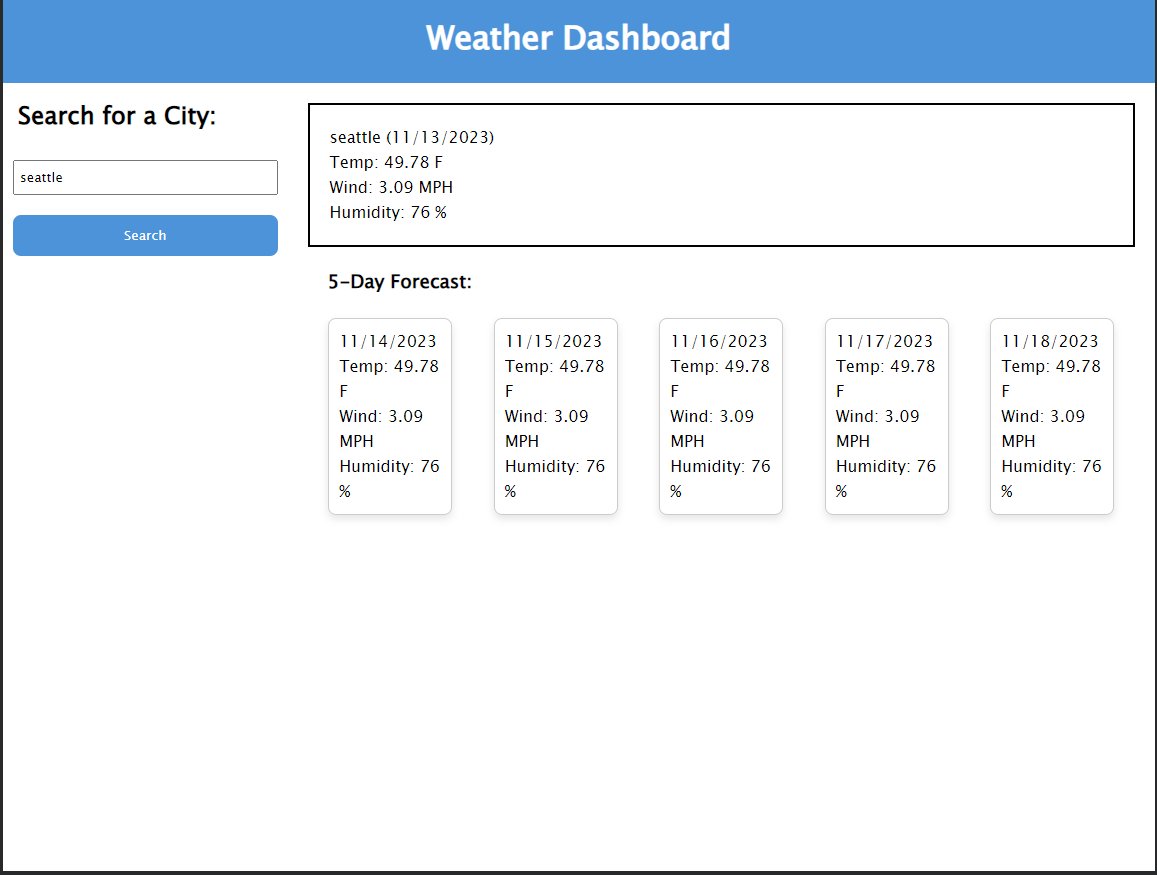 Weather Dashboard
Search for a City:
seattle
Search
seattle (11/13/2023)
Temp: 49.78 F
Wind: 3.09 MPH
Humidity: 76 %
5-Day Forecast:
11/14/2023
Temp: 49.78
F
Wind: 3.09
MPH
Humidity: 76
%
11/15/2023
Temp: 49.78
F
Wind: 3.09
MPH
Humidity: 76
%
11/16/2023
Temp: 49.78
F
Wind: 3.09
MPH
Humidity: 76
%
11/17/2023
Temp: 49.78
F
Wind: 3.09
MPH
Humidity: 76
%
11/18/2023
Temp: 49.78
F
Wind: 3.09
MPH
Humidity: 76
%